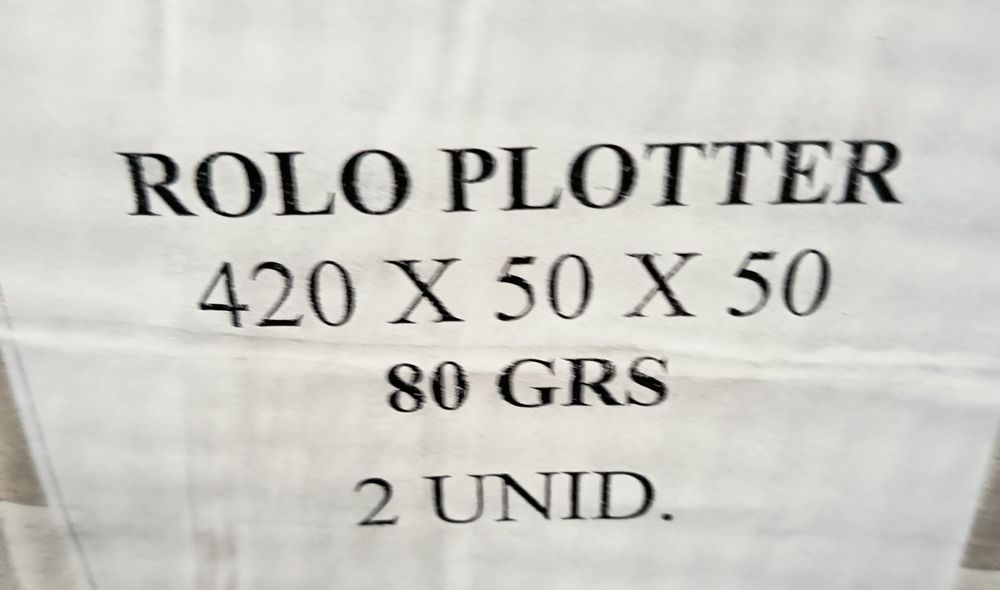 ROLO PLOTTER
420 X 50 X 50
80 GRS
2 UNID.